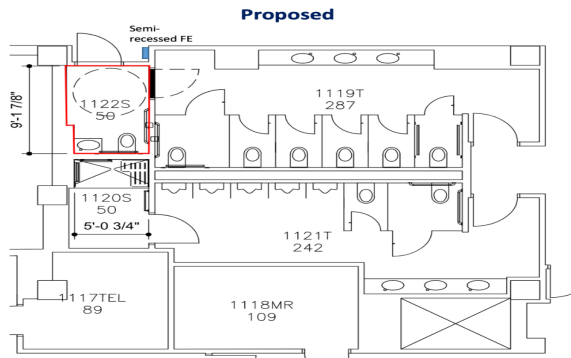 Proposed
Semi-
recessed FE
1122S
50
9'-1 7/8"
1119T
287
1120S
50
5'-0 3/4"
1121T
242
1117TEL
89
1118MR
109